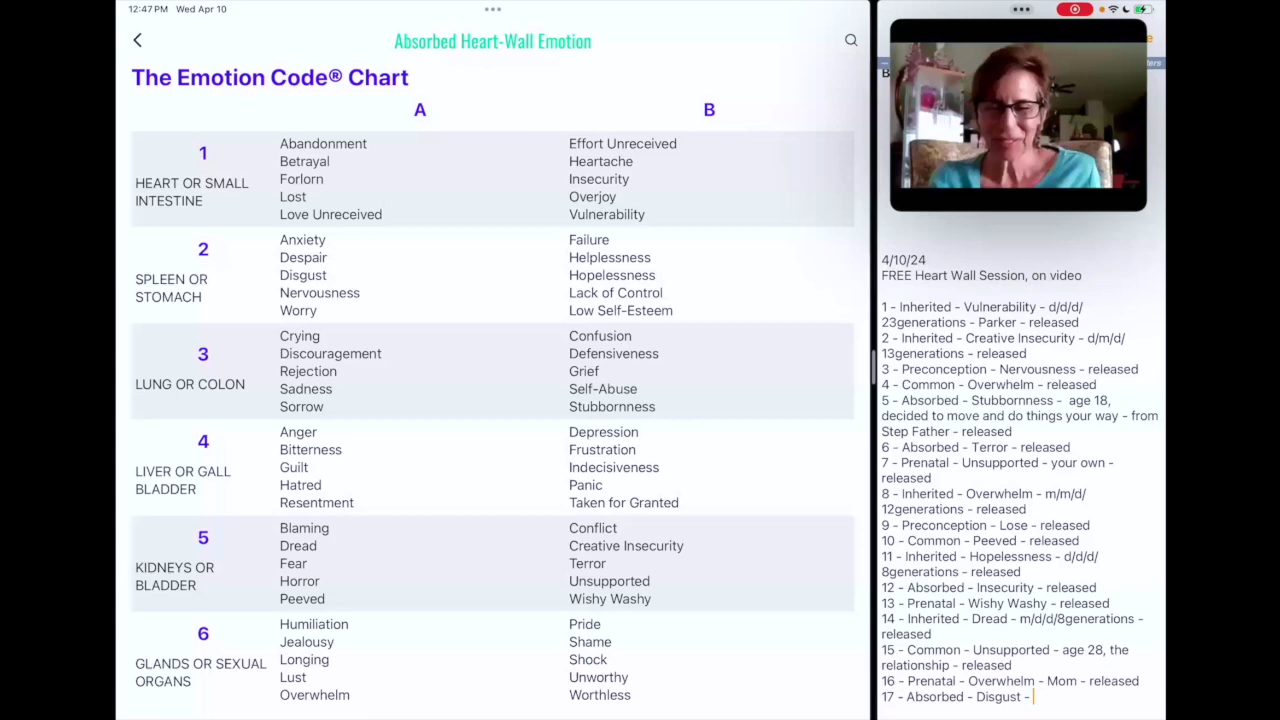 12:47 PM Wed Apr 10
Absorbed Heart-Wall Emotion
The Emotion Code® Chart
A
B
1
HEART OR SMALL
INTESTINE
Abandonment
Betrayal
Forlorn
Lost
Love Unreceived
Effort Unreceived
Heartache
Insecurity
Overjoy
Vulnerability
2
SPLEEN OR
STOMACH
Anxiety
Despair
Disgust
Nervousness
Worry
Failure
Helplessness
Hopelessness
Lack of Control
Low Self-Esteem
3
LUNG OR COLON
Crying
Discouragement
Rejection
Sadness
Sorrow
Confusion
Defensiveness
Grief
Self-Abuse
Stubbornness
4
LIVER OR GALL
BLADDER
Anger
Bitterness
Guilt
Hatred
Resentment
Depression
Frustration
Indecisiveness
Panic
Taken for Granted
5
KIDNEYS OR
BLADDER
Blaming
Dread
Fear
Horror
Peeved
Conflict
Creative Insecurity
Terror
Unsupported
Wishy Washy
6
GLANDS OR SEXUAL
ORGANS
Humiliation
Jealousy
Longing
Lust
Overwhelm
Pride
Shame
Shock
Unworthy
Worthless
4/10/24
FREE Heart Wall Session, on video
1 - Inherited - Vulnerability - d/d/d/
23generations - Parker - released
2 - Inherited - Creative Insecurity - d/m/d/
13generations - released
3 - Preconception - Nervousness - released
4 - Common - Overwhelm - released
5 - Absorbed - Stubbornness - age 18,
decided to move and do things your way - from
Step Father - released
6 - Absorbed - Terror - released
7 - Prenatal - Unsupported - your own -
released
8 - Inherited - Overwhelm - m/m/d/
12generations - released
9 - Preconception - Lose - released
10 - Common - Peeved - released
11 - Inherited - Hopelessness - d/d/d/
8generations - released
12 - Absorbed - Insecurity - released
13 - Prenatal - Wishy Washy - released
14 - Inherited - Dread - m/d/d/8generations -
released
15 - Common - Unsupported - age 28, the
relationship - released
16 - Prenatal - Overwhelm - Mom - released
17 - Absorbed - Disgust -